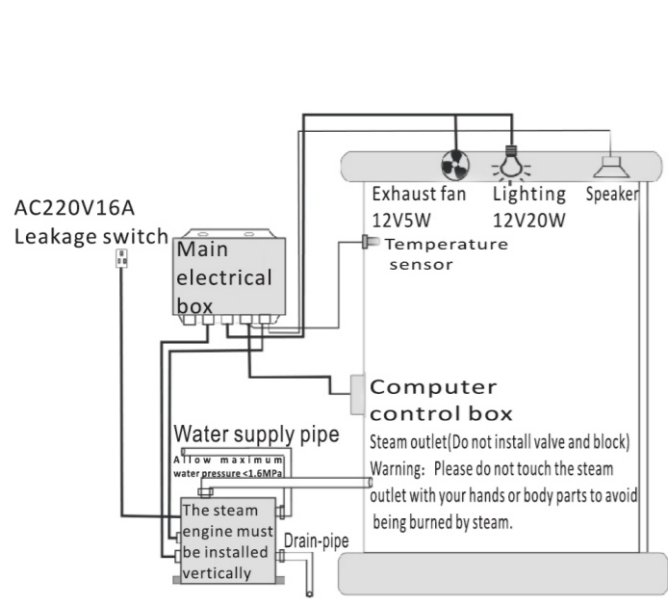 Exhaust fan
12V5W
Lighting
12V20W
Speaker
AC220V16A
Leakage switch
Main
electrical
box
Temperature
sensor
Computer
control box
Water supply pipe
Allow maximum
water pressure <1.6MPa
Steam outlet(Do not install valve and block)
Warning: Please do not touch the steam
outlet with your hands or body parts to avoid
being burned by steam.
The steam
engine must
be installed
vertically
Drain-pipe